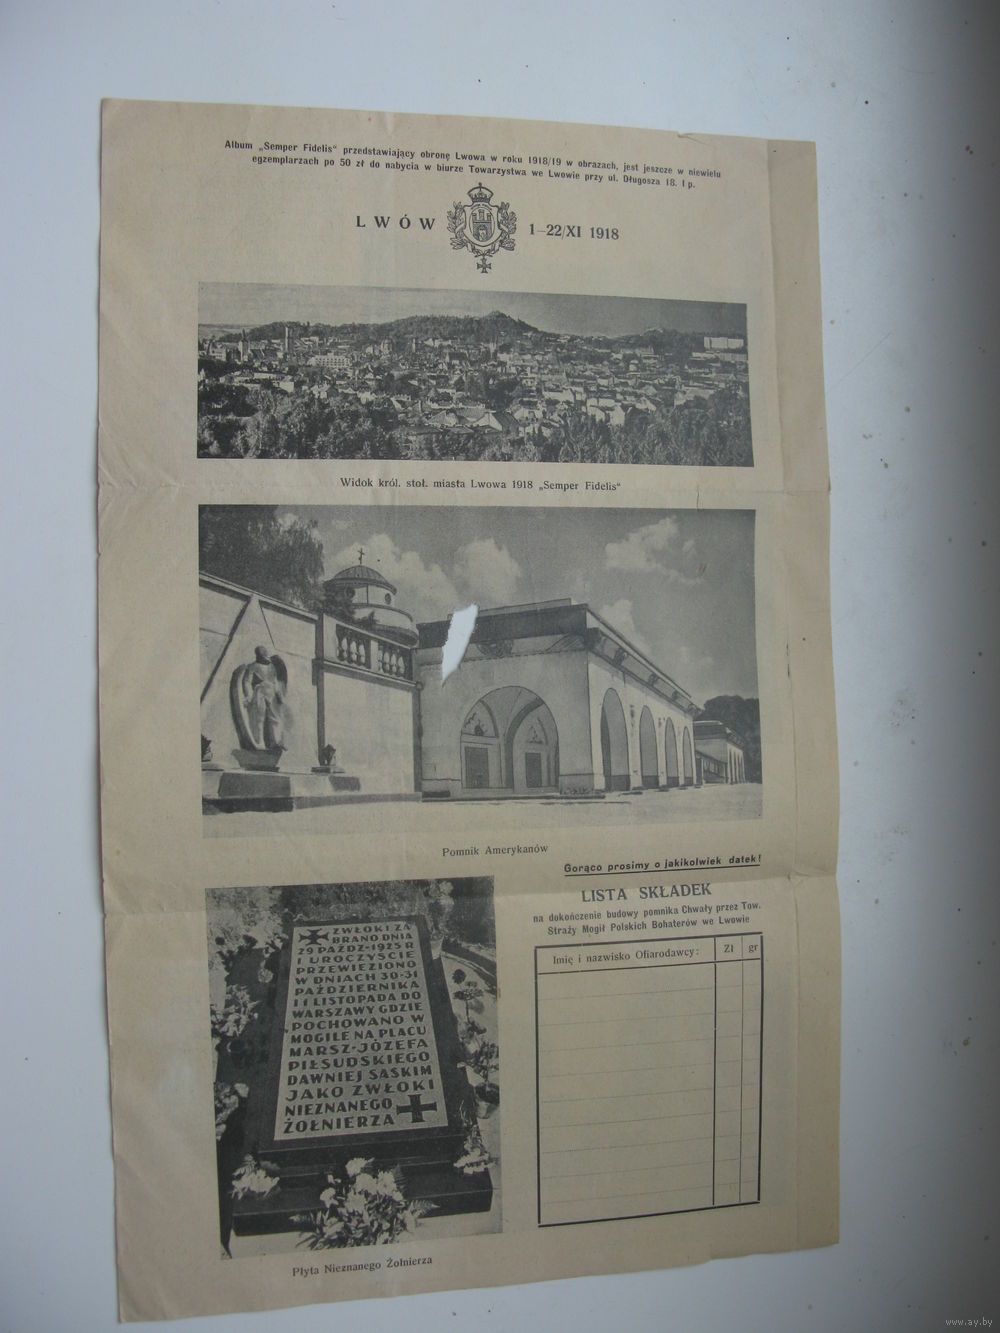 Album „Semper Fidelis“ przedstawiający obronę Lwowa w roku 1918/19 w obrazach, jest jeszcze w niewielu
egzemplarzach po 50 zł do nabycia w biurze Towarzystwa we Lwowie przy ul. Długosza 18. I p.
LWÓW 1–22/XI 1918
Widok król. stoł. miasta Lwowa 1918 „Semper Fidelis“
Pomnik Amerykanów
Gorąco prosimy o jakikolwiek datek!
LISTA SKŁADEK
na dokończenie budowy pomnika Chwały przez Tow.
Straży Mogił Polskich Bohaterów we Lwowie
Imię i nazwisko Ofiarodawcy: Zł gr
ZWŁOKI ZA
BRANO DNIA
29 PAŹDZ-1925 R
I UROCZYŚCIE
PRZEWIEZIONO
W DNIACH 30-31
PAŹDZIERNIKA
I 1 LISTOPADA DO
WARSZAWY GDZIE
POCHOWANO W
MOGILE NA PLACU
MARSZ-JÓZEFA
PIŁSUDSKIEGO
DAWNIEJ SASKIM
JAKO ZWŁOKI
NIEZNANEGO
ŻOŁNIERZA
Płyta Nieznanego Żołnierza
www.ay.by